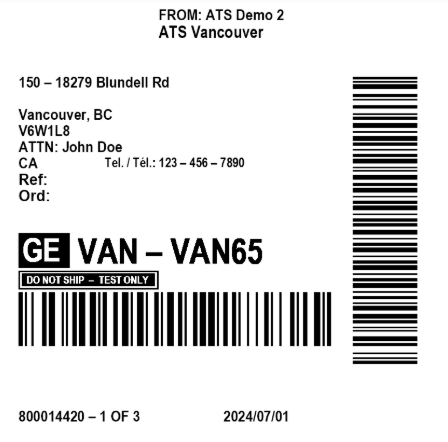 FROM: ATS Demo 2
ATS Vancouver
150 – 18279 Blundell Rd
Vancouver, BC
V6W1L8
ATTN: John Doe
CA Tel. / Tél.: 123 – 456 – 7890
Ref:
Ord:
GE VAN – VAN65
DO NOT SHIP – TEST ONLY
800014420 – 1 OF 3 2024/07/01